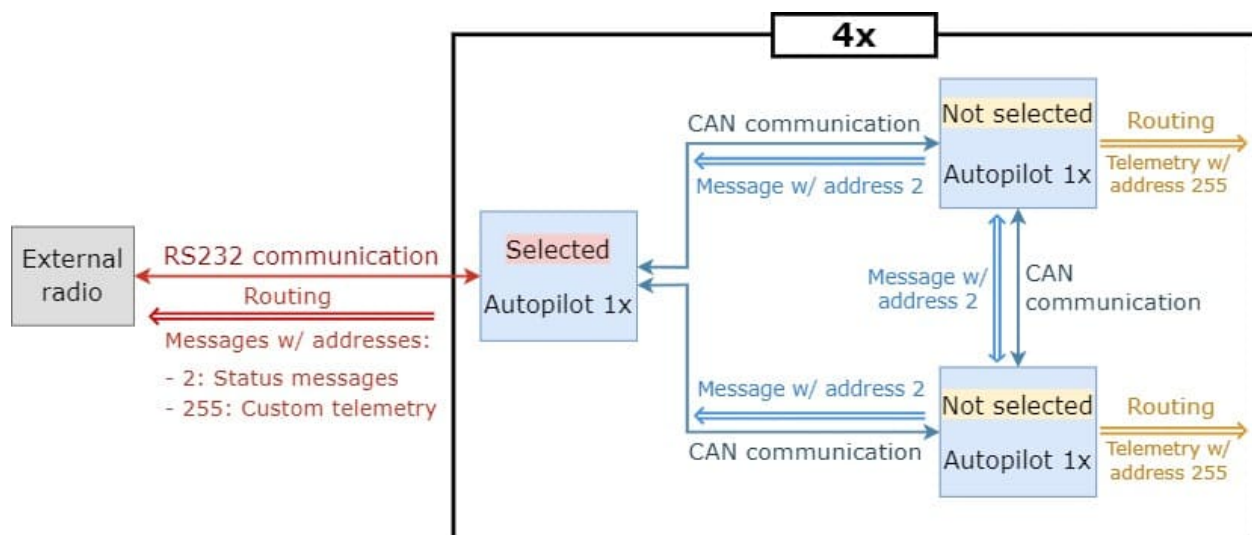 4x
CAN communication
Message w/ address 2
Not selected
Autopilot 1x
Routing
Telemetry w/
address 255
External
radio
RS232 communication
Routing
Messages w/ addresses:
- 2: Status messages
- 255: Custom telemetry
Selected
Autopilot 1x
Message w/
address 2
CAN
communication
Message w/ address 2
CAN communication
Not selected
Autopilot 1x
Routing
Telemetry w/
address 255